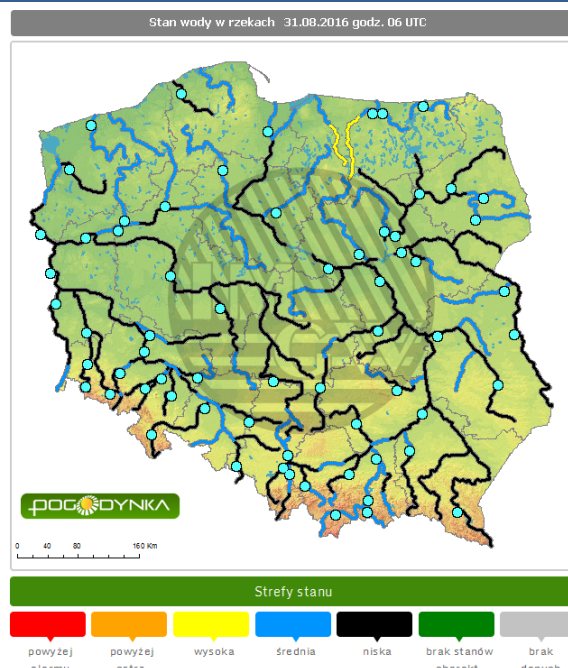 Stan wody w rzekach 31.08.2016 godz. 06 UTC
POGODYNKA
0 40 80 160 Km
Strefy stanu
powyżej powyżej wysoka średnia niska brak stanów brak